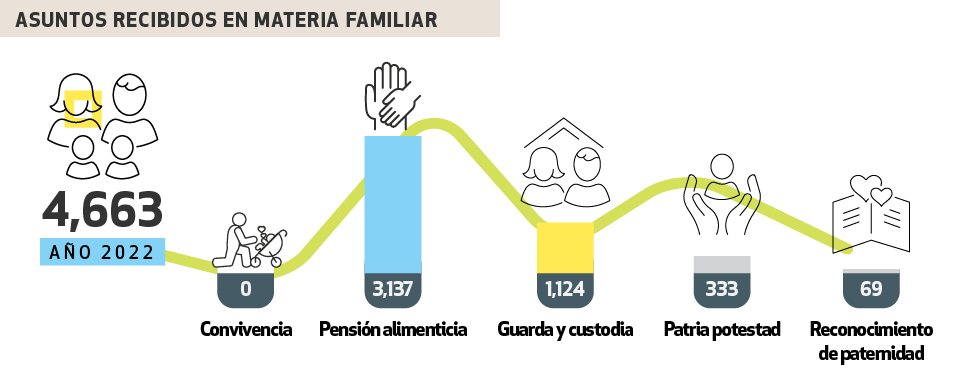 ASUNTOS RECIBIDOS EN MATERIA FAMILIAR
4,663
AÑO 2022
0
3,137
1,124
333
69
Convivencia
Pensión alimenticia
Guarda y custodia
Patria potestad
Reconocimiento
de paternidad